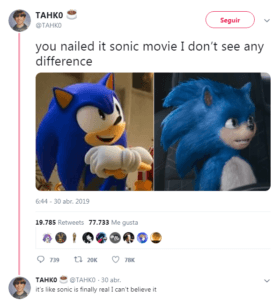 TAHKO
@TAHK0
Seguir
you nailed it sonic movie I don't see any
difference
6:44 - 30 abr. 2019
19.785 Retweets 77.733 Me gusta
739 20K 78K
TAHKO @TAHK0 · 30 abr.
it's like sonic is finally real I can't believe it